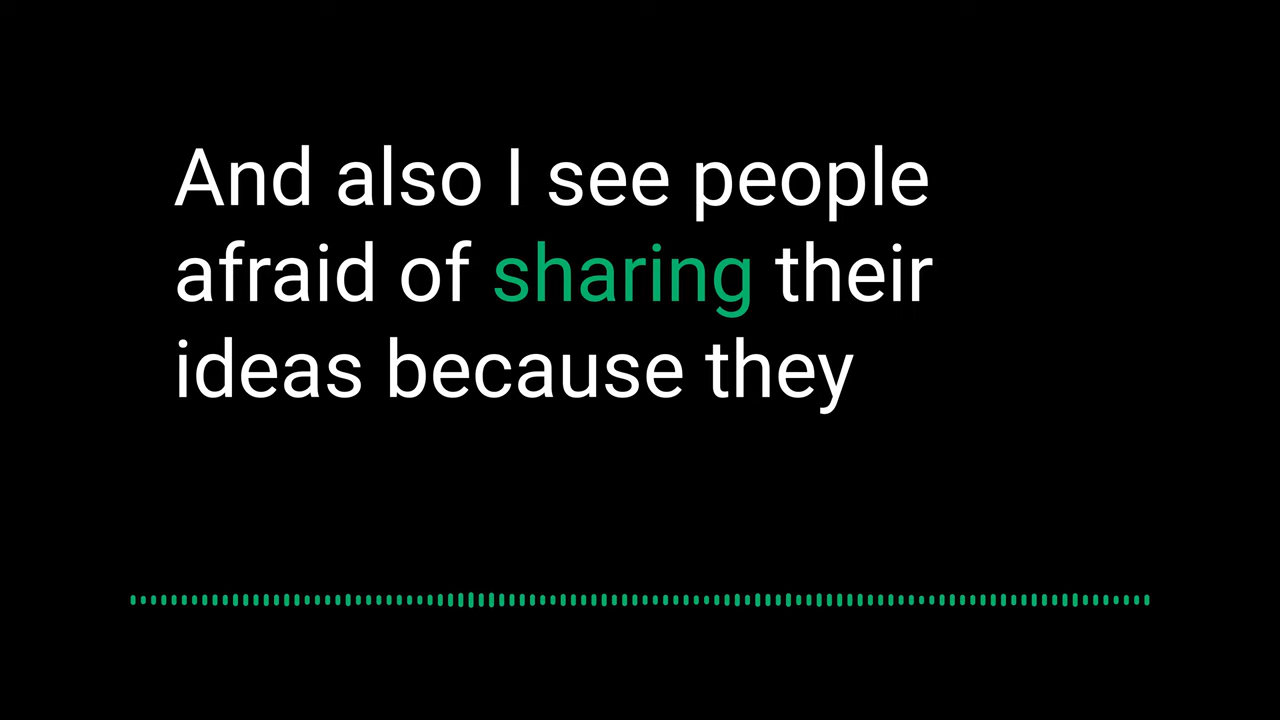 And also I see people
afraid of sharing their
ideas because they